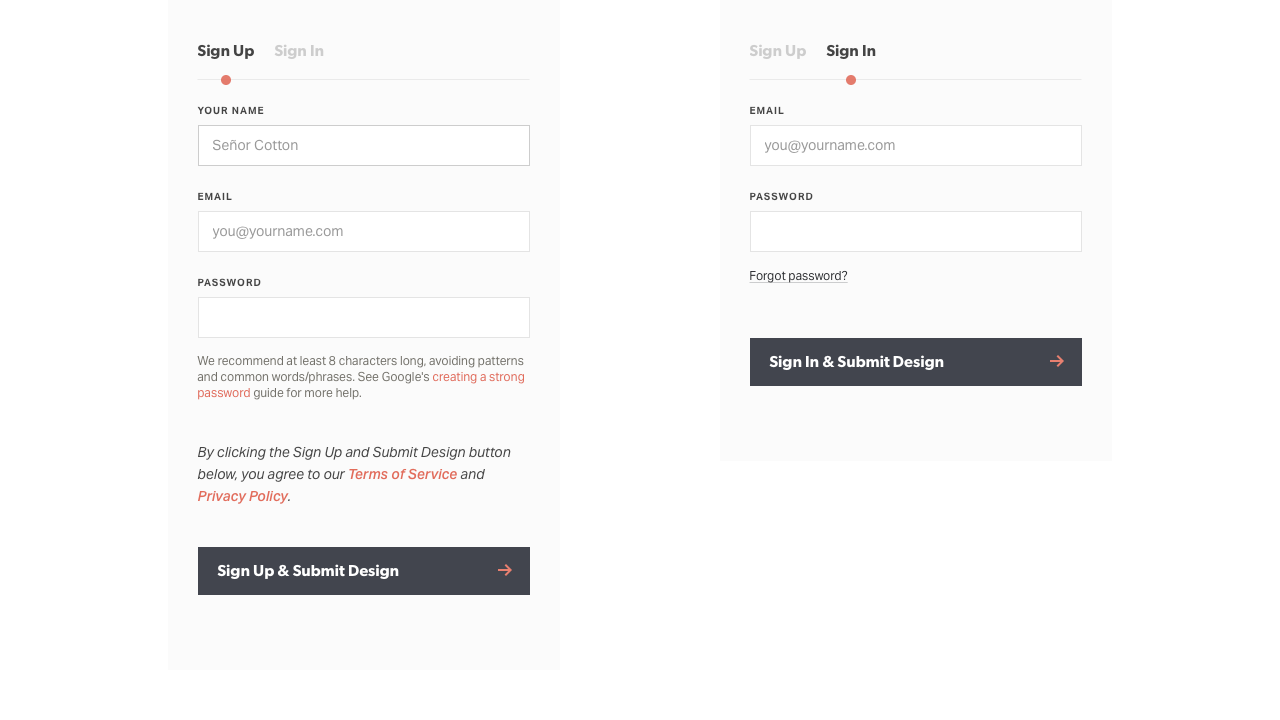 Sign Up Sign In
YOUR NAME
Señor Cotton
EMAIL
you@yourname.com
PASSWORD
We recommend at least 8 characters long, avoiding patterns
and common words/phrases. See Google's creating a strong
password guide for more help.
By clicking the Sign Up and Submit Design button
below, you agree to our Terms of Service and
Privacy Policy.
Sign Up & Submit Design
Sign Up Sign In
EMAIL
you@yourname.com
PASSWORD
Forgot password?
Sign In & Submit Design